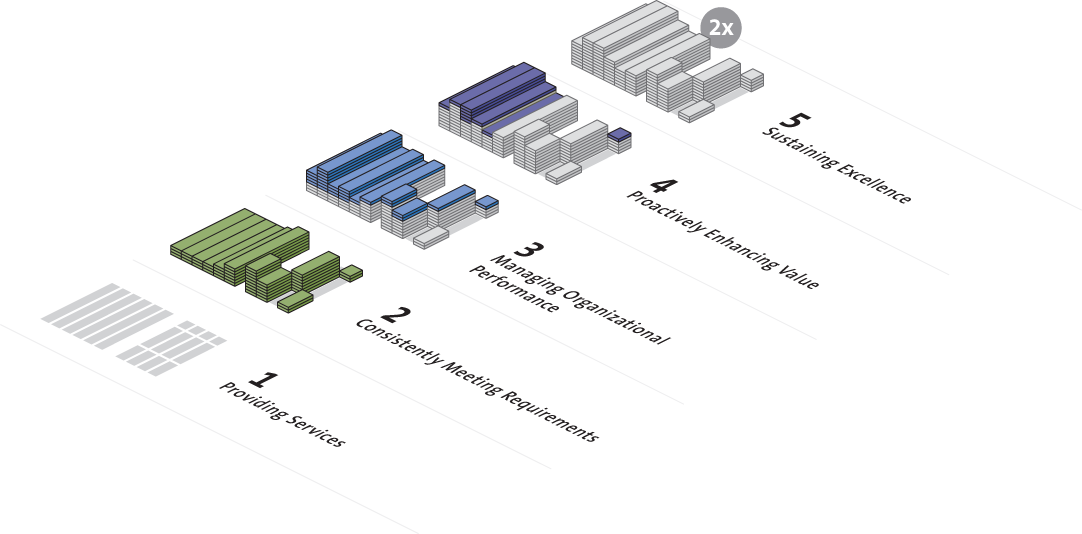 2x
5
Sustaining Excellence
4
Proactively Enhancing Value
3
Managing Organizational
Performance
2
Consistently Meeting Requirements
1
Providing Services